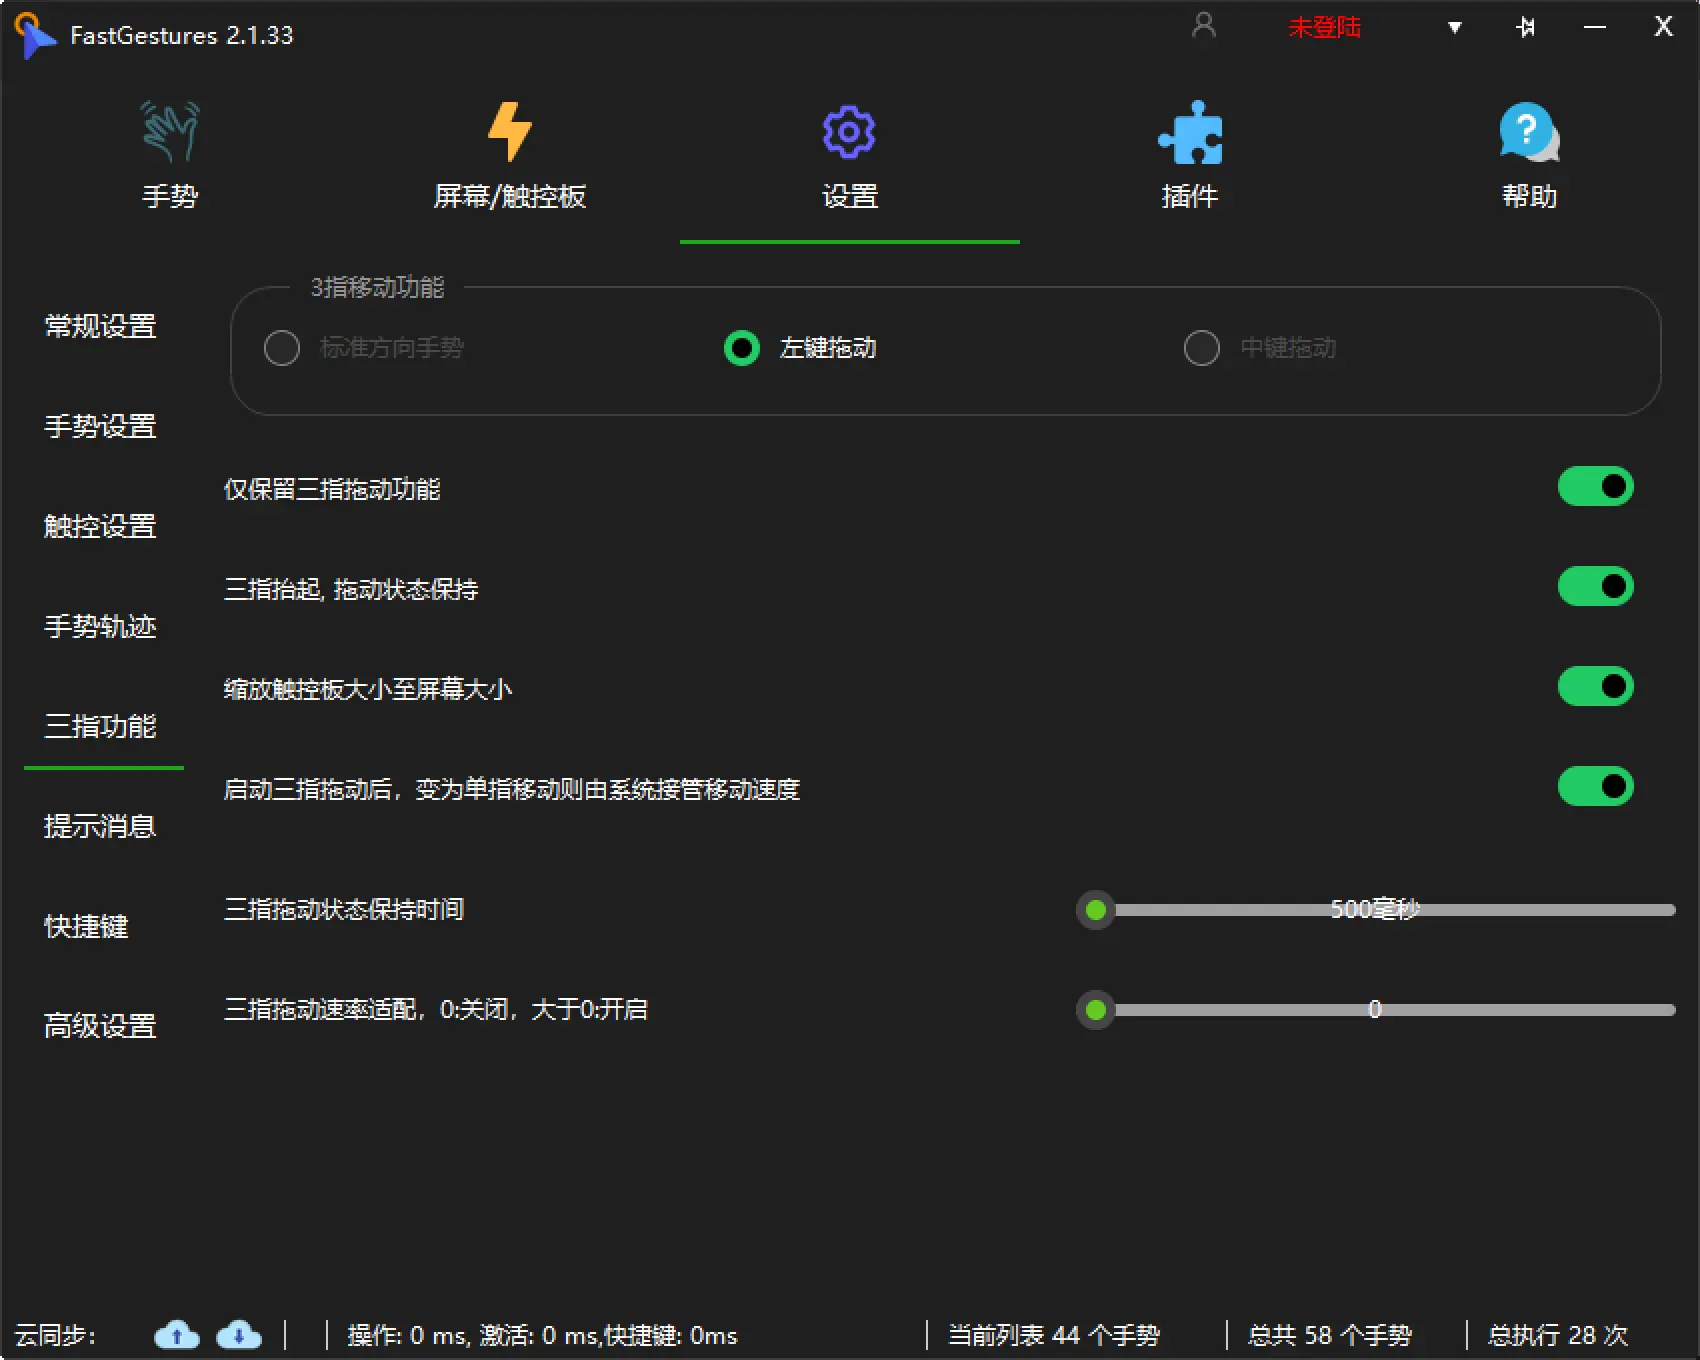 FastGestures 2.1.33
未登陆
手势
屏幕/触控板
设置
插件
帮助
常规设置
手势设置
触控设置
手势轨迹
三指功能
提示消息
快捷键
高级设置
3指移动功能
标准方向手势
左键拖动
中键拖动
仅保留三指拖动功能
三指抬起, 拖动状态保持
缩放触控板大小至屏幕大小
启动三指拖动后，变为单指移动则由系统接管移动速度
三指拖动状态保持时间
500毫秒
三指拖动速率适配，0:关闭，大于0:开启
0
云同步:
操作: 0 ms, 激活: 0 ms,快捷键: 0ms
当前列表 44 个手势
总共 58 个手势
总执行 28 次